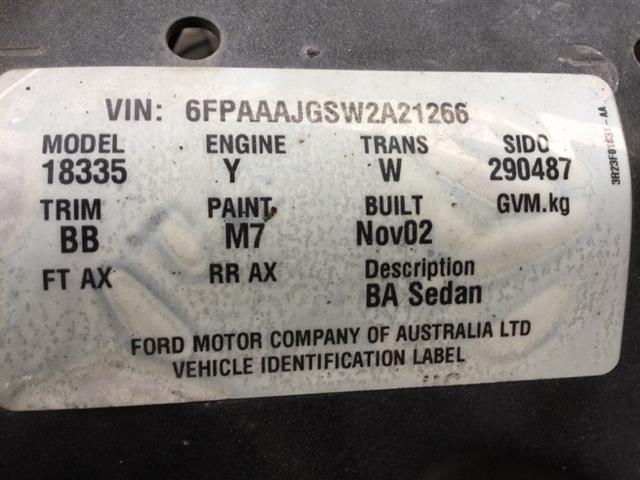 VIN: 6FPAAAJGSW2A21266
MODEL ENGINE TRANS SIDO
18335 Y W 290487
TRIM PAINT BUILT GVM.kg
BB M7 Nov02
FT AX RR AX Description
BA Sedan
FORD MOTOR COMPANY OF AUSTRALIA LTD
VEHICLE IDENTIFICATION LABEL